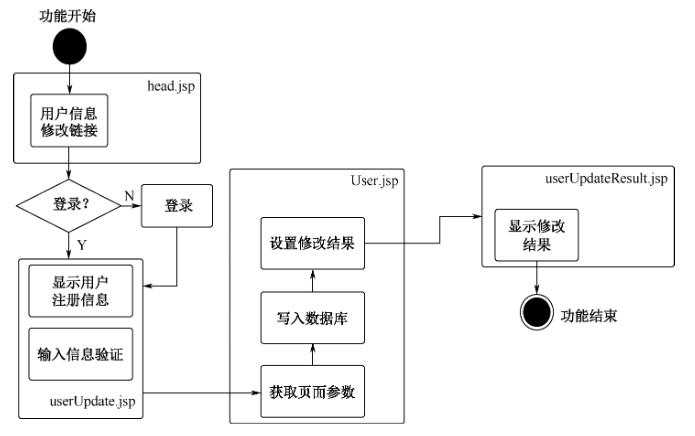 功能开始
head.jsp
用户信息
修改链接
登录？
N
登录
Y
显示用户
注册信息
输入信息验证
userUpdate.jsp
User.jsp
设置修改结果
写入数据库
获取页面参数
userUpdateResult.jsp
显示修改
结果
功能结束